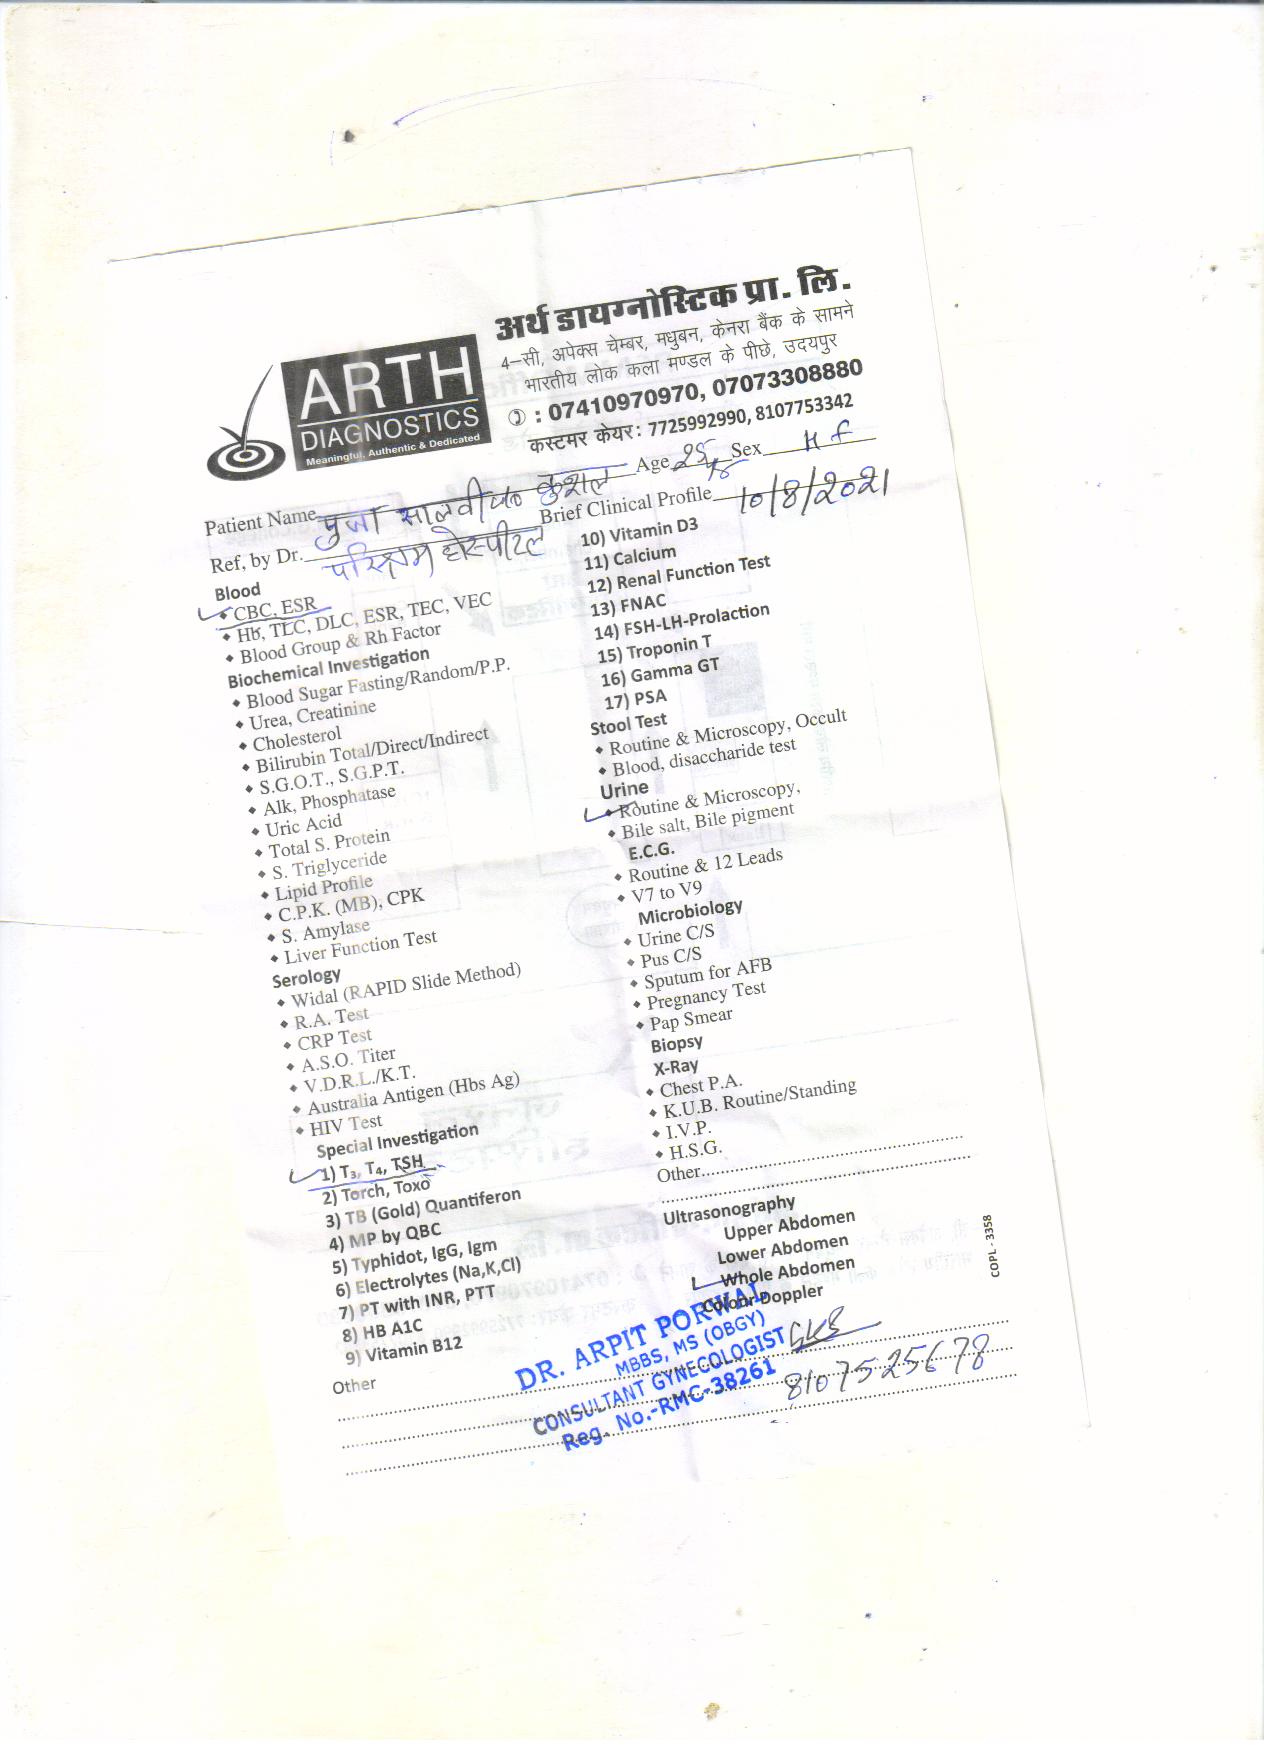 अर्थ डायग्नोस्टिक प्रा. लि.
4–सी, अपेक्स चेम्बर, मधुबन, केनरा बैंक के सामने
भारतीय लोक कला मण्डल के पीछे, उदयपुर
: 07410970970, 07073308880
कस्टमर केयर : 7725992990, 8107753342
ARTH
DIAGNOSTICS
Meaningful, Authentic & Dedicated
Patient Name पुजा सालवी कुशल Age 25 Sex F
Ref, by Dr. परिश्रम होस्पीटल Brief Clinical Profile 10/8/2021
Blood
♦ CBC, ESR
♦ Hb, TLC, DLC, ESR, TEC, VEC
♦ Blood Group & Rh Factor
Biochemical Investigation
♦ Blood Sugar Fasting/Random/P.P.
♦ Urea, Creatinine
♦ Cholesterol
♦ Bilirubin Total/Direct/Indirect
♦ S.G.O.T., S.G.P.T.
♦ Alk, Phosphatase
♦ Uric Acid
♦ Total S. Protein
♦ S. Triglyceride
♦ Lipid Profile
♦ C.P.K. (MB), CPK
♦ S. Amylase
♦ Liver Function Test
Serology
♦ Widal (RAPID Slide Method)
♦ R.A. Test
♦ CRP Test
♦ A.S.O. Titer
♦ V.D.R.L./K.T.
♦ Australia Antigen (Hbs Ag)
♦ HIV Test
Special Investigation
1) T3, T4, TSH
2) Torch, Toxo
3) TB (Gold) Quantiferon
4) MP by QBC
5) Typhidot, IgG, Igm
6) Electrolytes (Na,K,Cl)
7) PT with INR, PTT
8) HB A1C
9) Vitamin B12
Other
10) Vitamin D3
11) Calcium
12) Renal Function Test
13) FNAC
14) FSH-LH-Prolaction
15) Troponin T
16) Gamma GT
17) PSA
Stool Test
♦ Routine & Microscopy, Occult
♦ Blood, disaccharide test
Urine
♦ Routine & Microscopy,
♦ Bile salt, Bile pigment
E.C.G.
♦ Routine & 12 Leads
♦ V7 to V9
Microbiology
♦ Urine C/S
♦ Pus C/S
♦ Sputum for AFB
♦ Pregnancy Test
♦ Pap Smear
Biopsy
X-Ray
♦ Chest P.A.
♦ K.U.B. Routine/Standing
♦ I.V.P.
♦ H.S.G.
Other
Ultrasonography
Upper Abdomen
Lower Abdomen
Whole Abdomen
Colour Doppler
COPL - 3358
DR. ARPIT PORWAL
MBBS, MS (OBGY)
CONSULTANT GYNECOLOGIST
Reg. No.-RMC-38261
8107525678